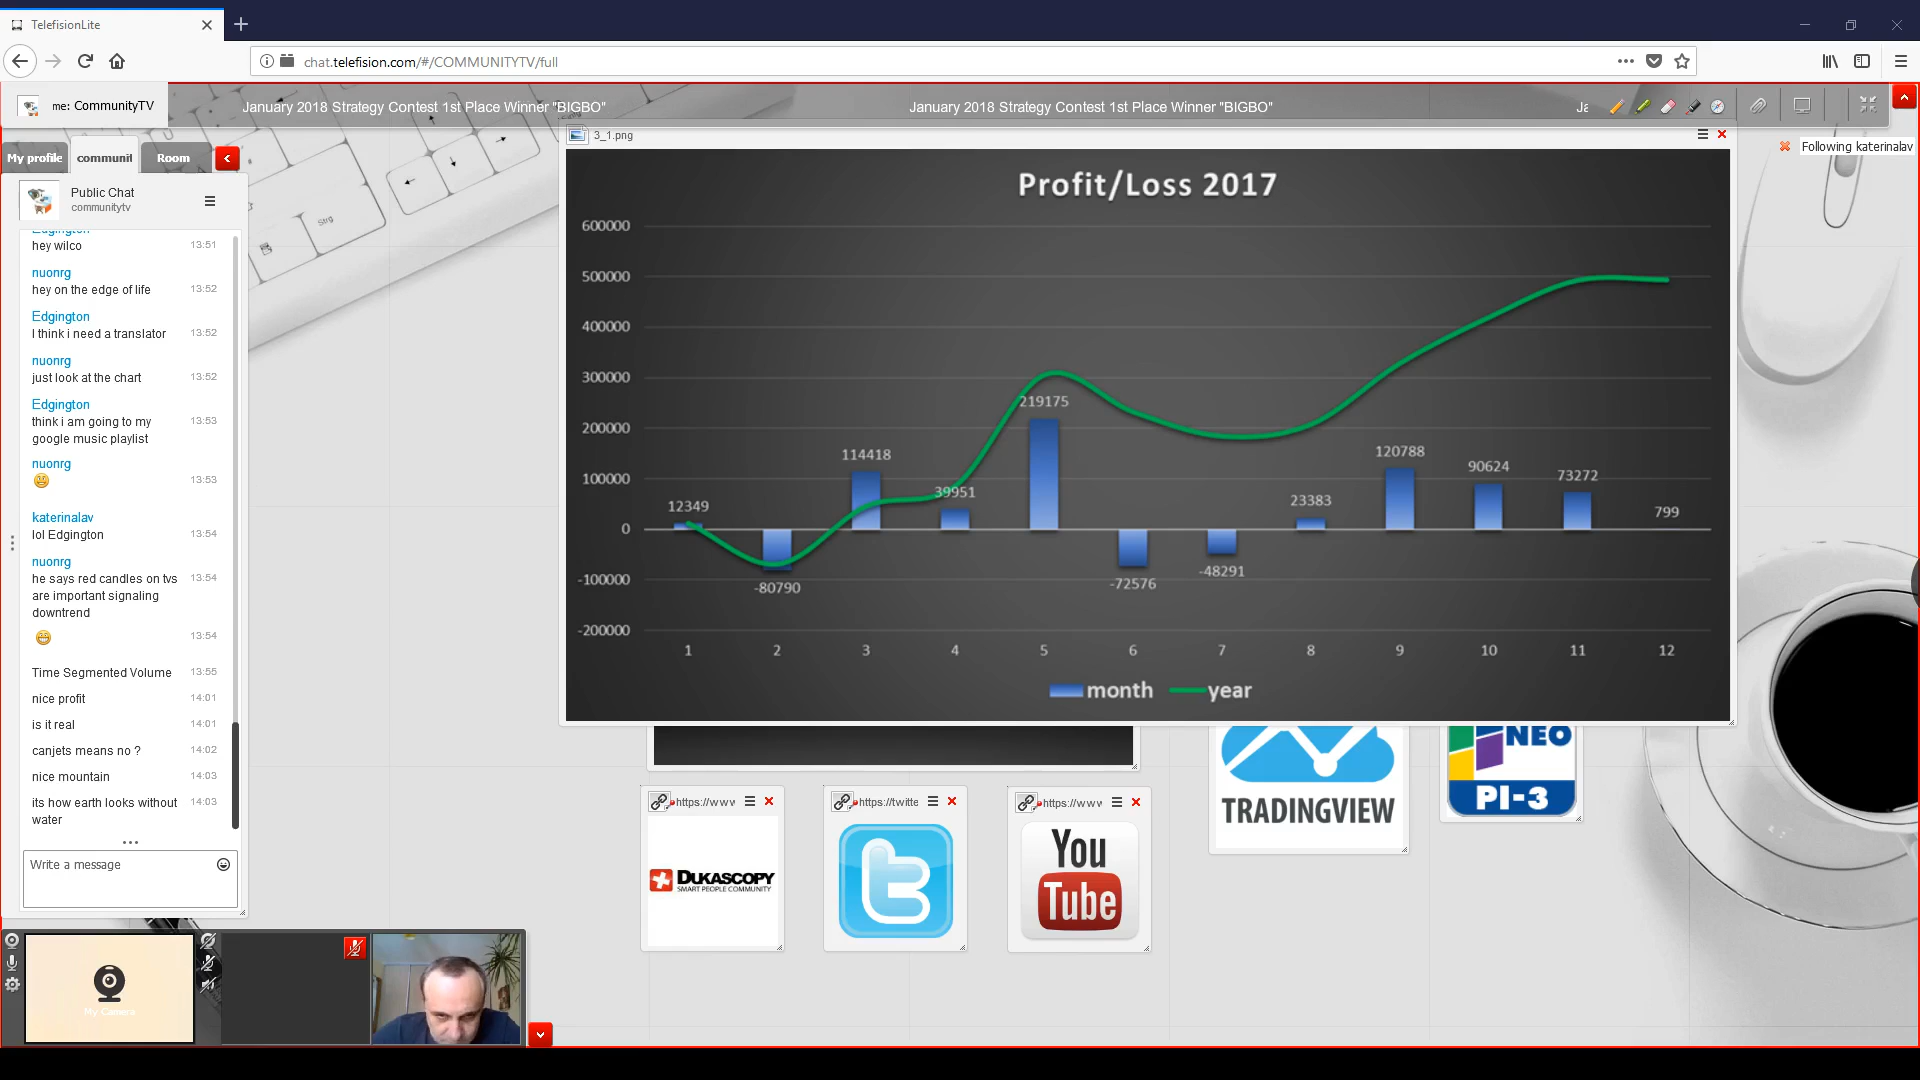 TelefisionLite
chat.telefision.com/#/COMMUNITYTV/full
me: CommunityTV
January 2018 Strategy Contest 1st Place Winner "BIGBO"
January 2018 Strategy Contest 1st Place Winner "BIGBO"
Ja
My profile
communit
Room
Public Chat
communitytv
Edgington
hey wilco 13:51
nuonrg
hey on the edge of life 13:52
Edgington
I think i need a translator 13:52
nuonrg
just look at the chart 13:52
Edgington
think i am going to my 13:53
google music playlist
nuonrg
13:53
katerinalav
lol Edgington 13:54
nuonrg
he says red candles on tvs 13:54
are important signaling
downtrend
13:54
Time Segmented Volume 13:55
nice profit 14:01
is it real 14:01
canjets means no ? 14:02
nice mountain 14:03
its how earth looks without 14:03
water
Write a message
My Camera
3_1.png
Following katerinalav
Strg
Profit/Loss 2017
600000
500000
400000
300000
200000
100000
0
-100000
-200000
12349
-80790
114418
39951
219175
-72576
-48291
23383
120788
90624
73272
799
1 2 3 4 5 6 7 8 9 10 11 12
month year
https://www
DUKASCOPY
SMART PEOPLE COMMUNITY
https://twitte
https://www
You
Tube
TRADINGVIEW
NEO
PI-3